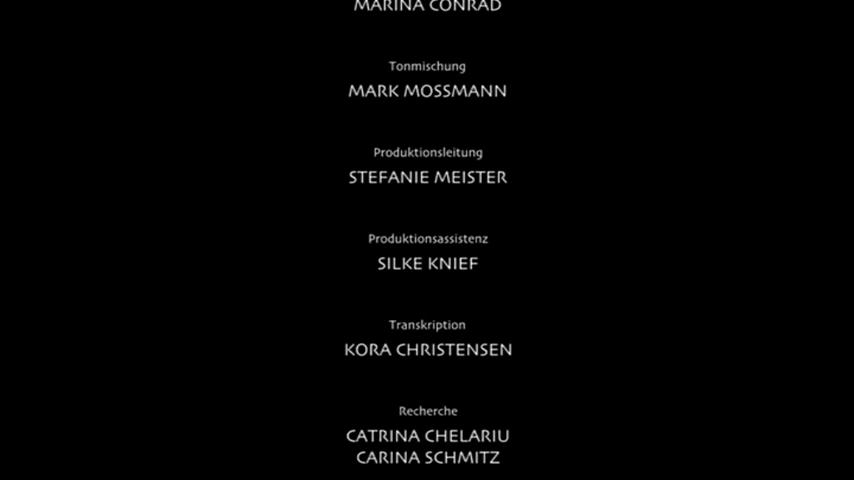 MARINA CONRAD
Tonmischung
MARK MOSSMANN
Produktionsleitung
STEFANIE MEISTER
Produktionsassistenz
SILKE KNIEF
Transkription
KORA CHRISTENSEN
Recherche
CATRINA CHELARIU
CARINA SCHMITZ